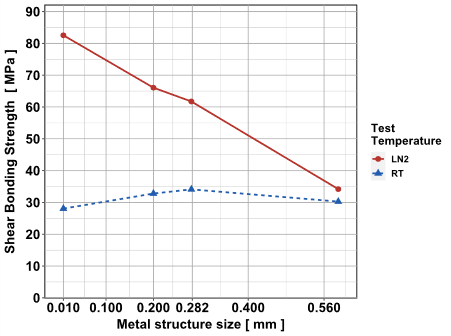 90
80
70
60
50
40
30
20
10
0
Shear Bonding Strength [ MPa]
0.010 0.100 0.200 0.282 0.400 0.560
Metal structure size [ mm ]
Test
Temperature
LN2
RT